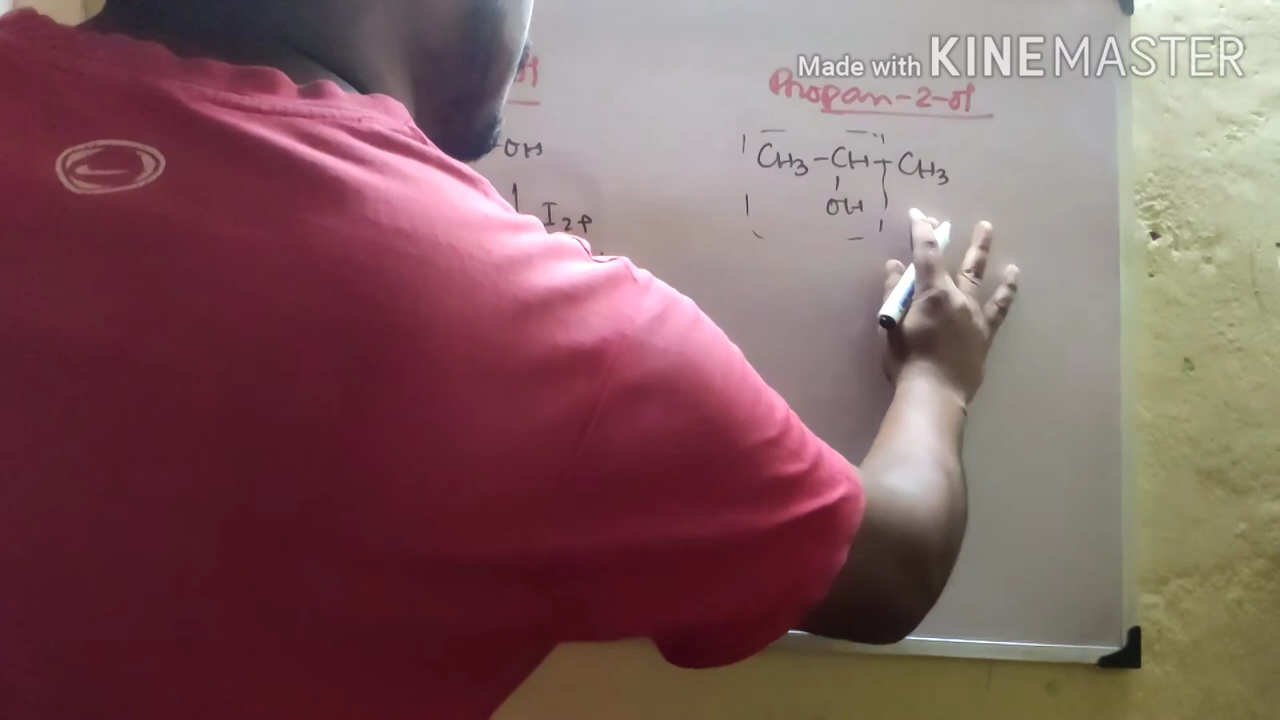 Made with KINEMASTER
Propan-2-ol
-OH
CH3-CH-CH3
OH
I2P